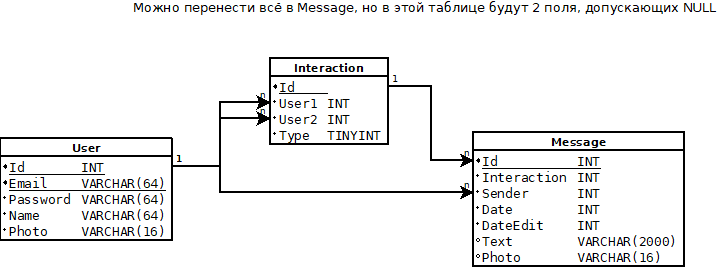 Можно перенести всё в Message, но в этой таблице будут 2 поля, допускающих NULL
Interaction
Id
User1 INT
User2 INT
Type TINYINT
1
n
n
User
Id INT
Email VARCHAR(64)
Password VARCHAR(64)
Name VARCHAR(64)
Photo VARCHAR(16)
1
Message
Id INT
Interaction INT
Sender INT
Date INT
DateEdit INT
Text VARCHAR(2000)
Photo VARCHAR(16)
n
n